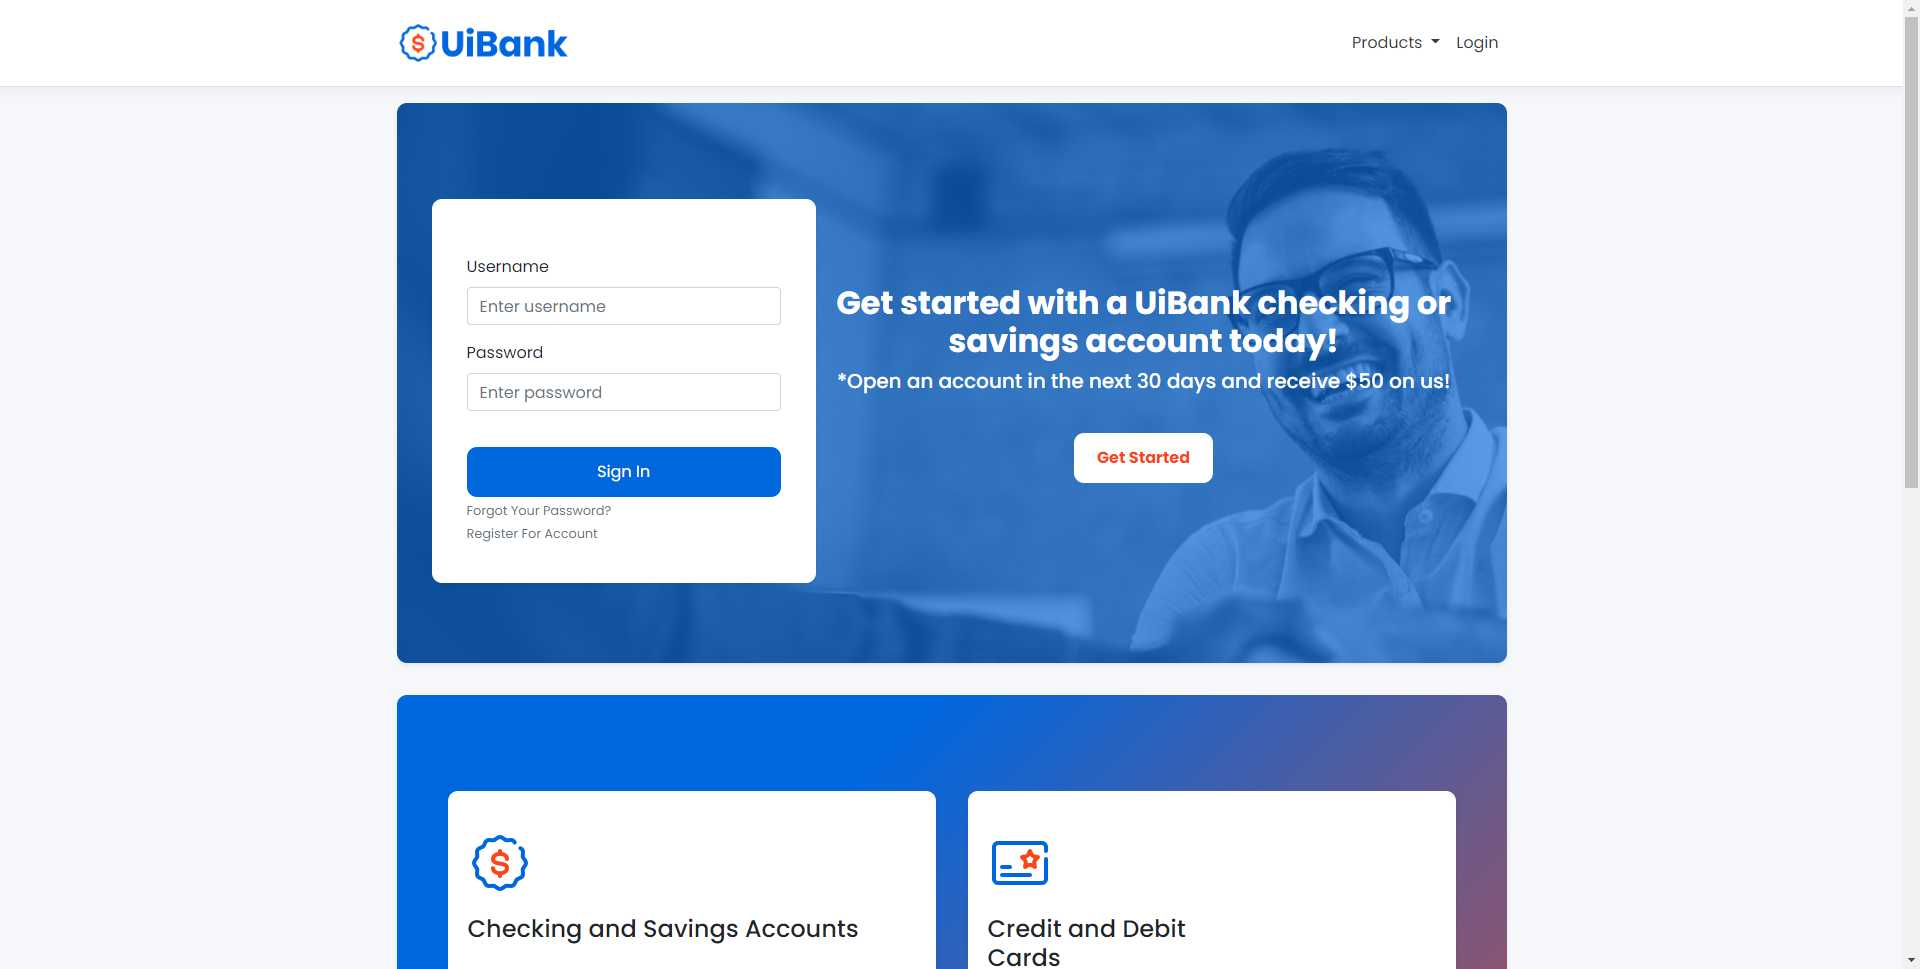 UiBank
Products
Login
Username
Enter username
Password
Enter password
Sign In
Forgot Your Password?
Register For Account
Get started with a UiBank checking or
savings account today!
*Open an account in the next 30 days and receive $50 on us!
Get Started
Checking and Savings Accounts
Credit and Debit
Cards